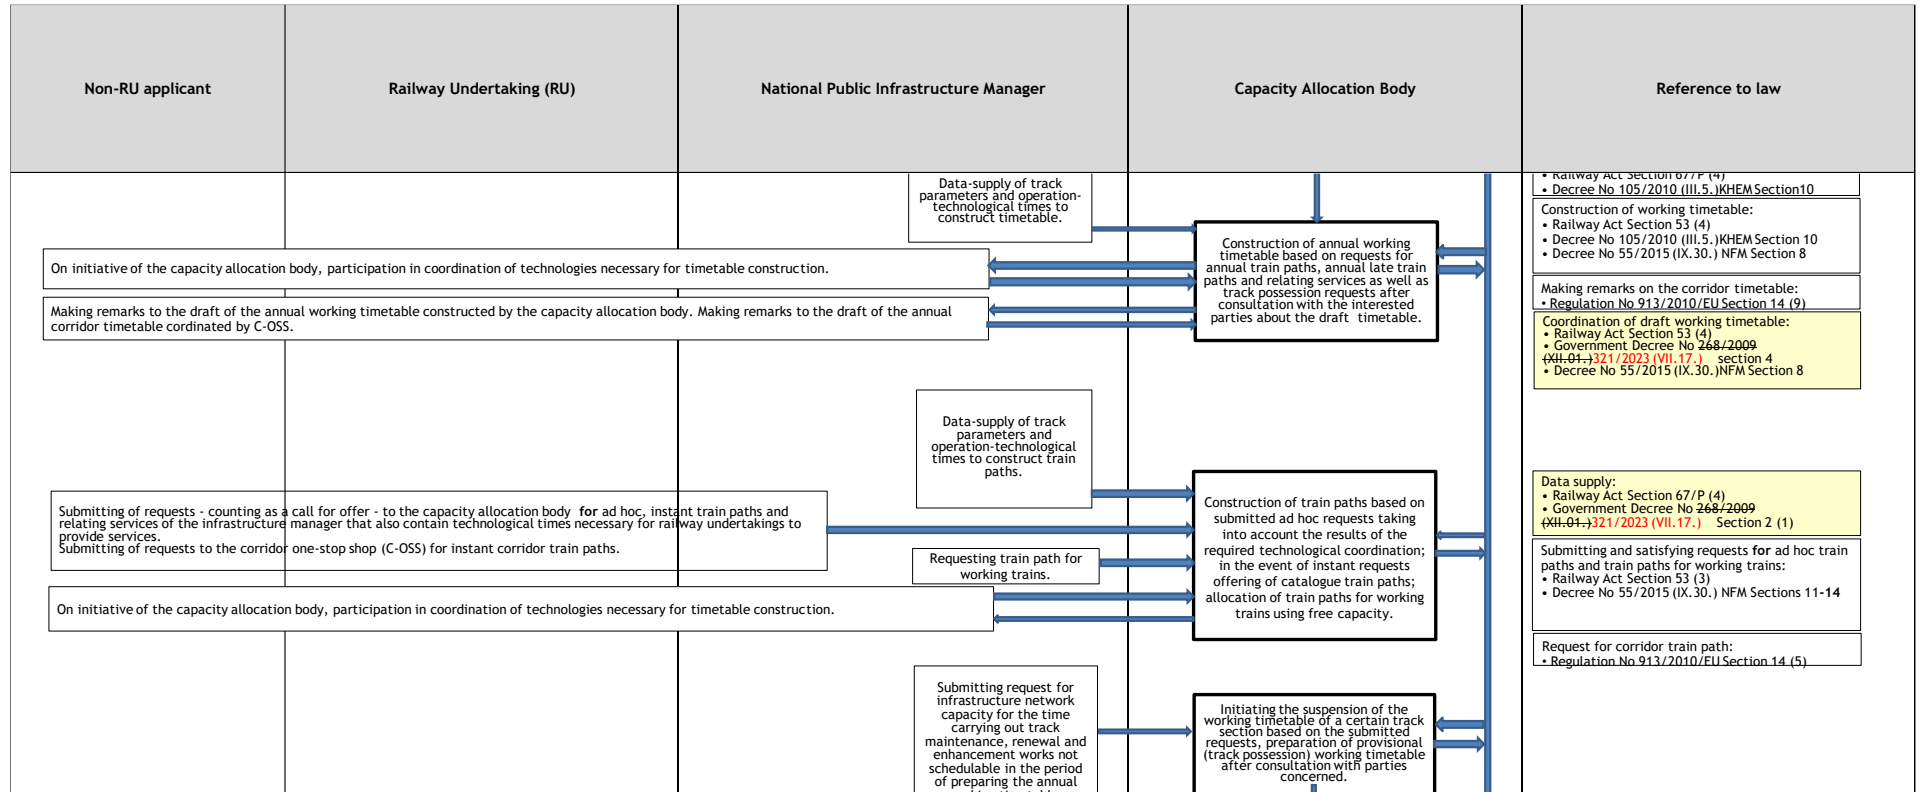 Non-RU applicant
Railway Undertaking (RU)
National Public Infrastructure Manager
Capacity Allocation Body
Reference to law
Data-supply of track
parameters and operation-
technological times to
construct timetable.
• Railway Act Section 67/P (4)
• Decree No 105/2010 (III.5.)KHEM Section10
Construction of annual working
timetable based on requests for
annual train paths, annual late train
paths and relating services as well as
track possession requests after
consultation with the interested
parties about the draft timetable.
Construction of working timetable:
• Railway Act Section 53 (4)
• Decree No 105/2010 (III.5.)KHEM Section 10
• Decree No 55/2015 (IX.30.) NFM Section 8
On initiative of the capacity allocation body, participation in coordination of technologies necessary for timetable construction.
Making remarks to the draft of the annual working timetable constructed by the capacity allocation body. Making remarks to the draft of the annual
corridor timetable cordinated by C-OSS.
Making remarks on the corridor timetable:
• Regulation No 913/2010/EU Section 14 (9)
Coordination of draft working timetable:
• Railway Act Section 53 (4)
• Government Decree No 268/2009
(XII.01.)321/2023 (VII.17.) section 4
• Decree No 55/2015 (IX.30.)NFM Section 8
Data-supply of track
parameters and
operation-technological
times to construct train
paths.
Submitting of requests - counting as a call for offer - to the capacity allocation body for ad hoc, instant train paths and
relating services of the infrastructure manager that also contain technological times necessary for railway undertakings to
provide services.
Submitting of requests to the corridor one-stop shop (C-OSS) for instant corridor train paths.
Requesting train path for
working trains.
On initiative of the capacity allocation body, participation in coordination of technologies necessary for timetable construction.
Construction of train paths based on
submitted ad hoc requests taking
into account the results of the
required technological coordination;
in the event of instant requests
offering of catalogue train paths;
allocation of train paths for working
trains using free capacity.
Data supply:
• Railway Act Section 67/P (4)
• Government Decree No 268/2009
(XII.01.)321/2023 (VII.17.) Section 2 (1)
Submitting and satisfying requests for ad hoc train
paths and train paths for working trains:
• Railway Act Section 53 (3)
• Decree No 55/2015 (IX.30.) NFM Sections 11-14
Request for corridor train path:
• Regulation No 913/2010/EU Section 14 (5)
Submitting request for
infrastructure network
capacity for the time
carrying out track
maintenance, renewal and
enhancement works not
schedulable in the period
of preparing the annual
Initiating the suspension of the
working timetable of a certain track
section based on the submitted
requests, preparation of provisional
(track possession) working timetable
after consultation with parties
concerned.